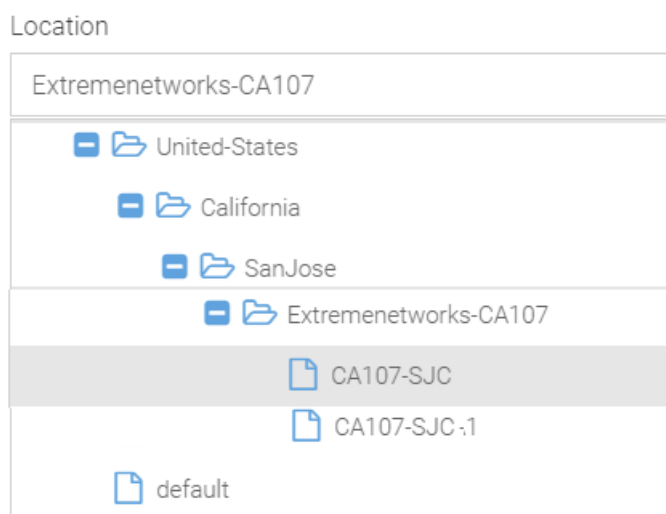 Location
Extremenetworks-CA107
United-States
California
SanJose
Extremenetworks-CA107
CA107-SJC
CA107-SJC-1
default